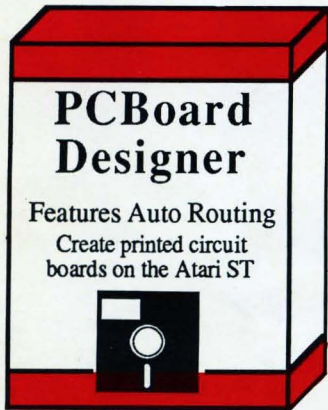 PCBoard
Designer
Features Auto Routing
Create printed circuit
boards on the Atari ST